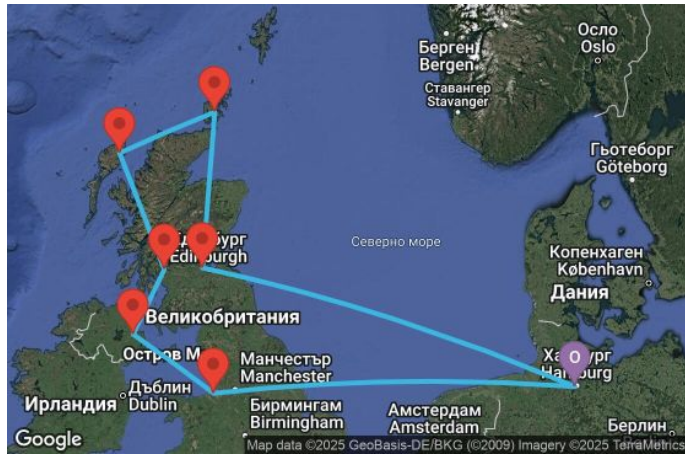 Осло
Oslo
Берген
Bergen
Ставангер
Stavanger
Гьотеборг
Göteborg
Edinburgh
Северно море
Копенхаген
København
Дания
Великобритания
Остров
Манчестър
Manchester
Дъблин
Dublin
Ирландия
Бирмингам
Birmingham
O
Амстердам
Amsterdam
Берлин
Google
Map data ©2025 GeoBasis-DE/BKG (©2009) Imagery ©2025 TerraMetrics